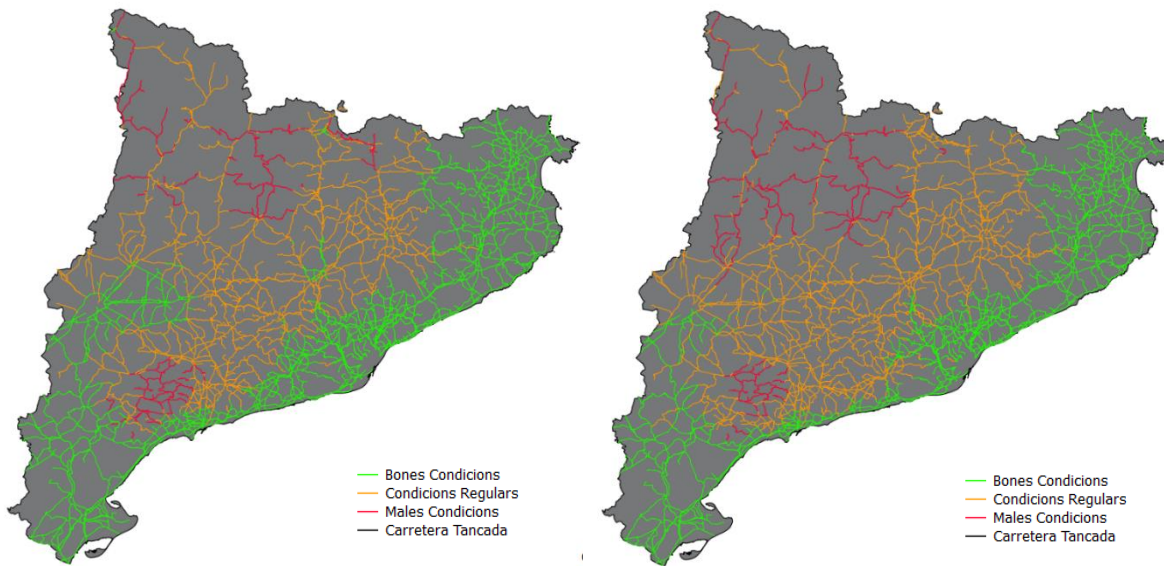 Bones Condicions
Condicions Regulars
Males Condicions
Carretera Tancada
Bones Condicions
Condicions Regulars
Males Condicions
Carretera Tancada